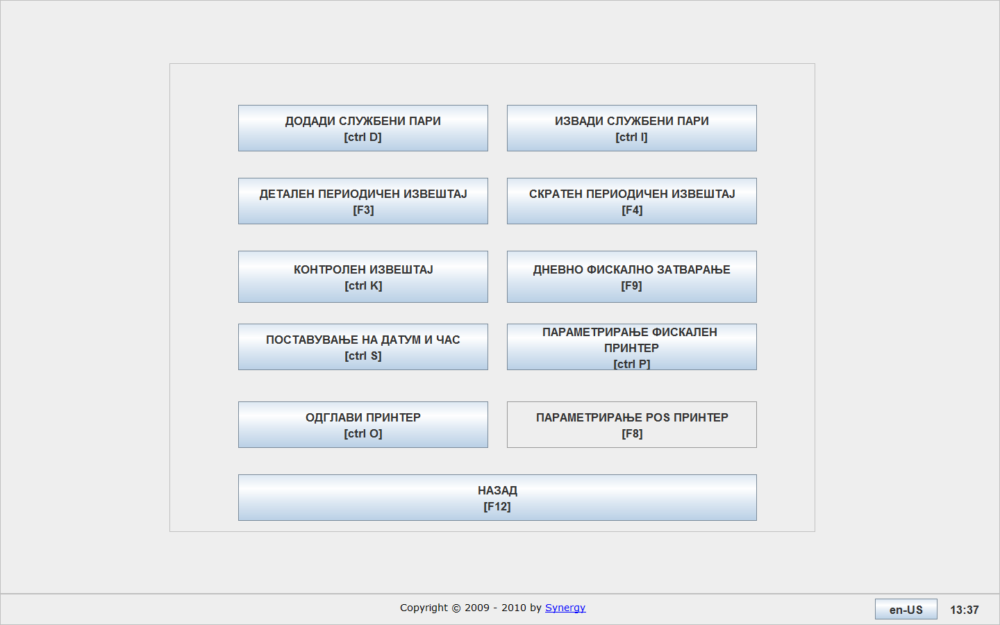 ДОДАДИ СЛУЖБЕНИ ПАРИ
[ctrl D]
ИЗВАДИ СЛУЖБЕНИ ПАРИ
[ctrl I]
ДЕТАЛЕН ПЕРИОДИЧЕН ИЗВЕШТАЈ
[F3]
СКРАТЕН ПЕРИОДИЧЕН ИЗВЕШТАЈ
[F4]
КОНТРОЛЕН ИЗВЕШТАЈ
[ctrl K]
ДНЕВНО ФИСКАЛНО ЗАТВАРАЊЕ
[F9]
ПОСТАВУВАЊЕ НА ДАТУМ И ЧАС
[ctrl S]
ПАРАМЕТРИРАЊЕ ФИСКАЛЕН
ПРИНТЕР
[ctrl P]
ОДГЛАВИ ПРИНТЕР
[ctrl O]
ПАРАМЕТРИРАЊЕ POS ПРИНТЕР
[F8]
НАЗАД
[F12]
Copyright © 2009 - 2010 by Synergy
en-US
13:37